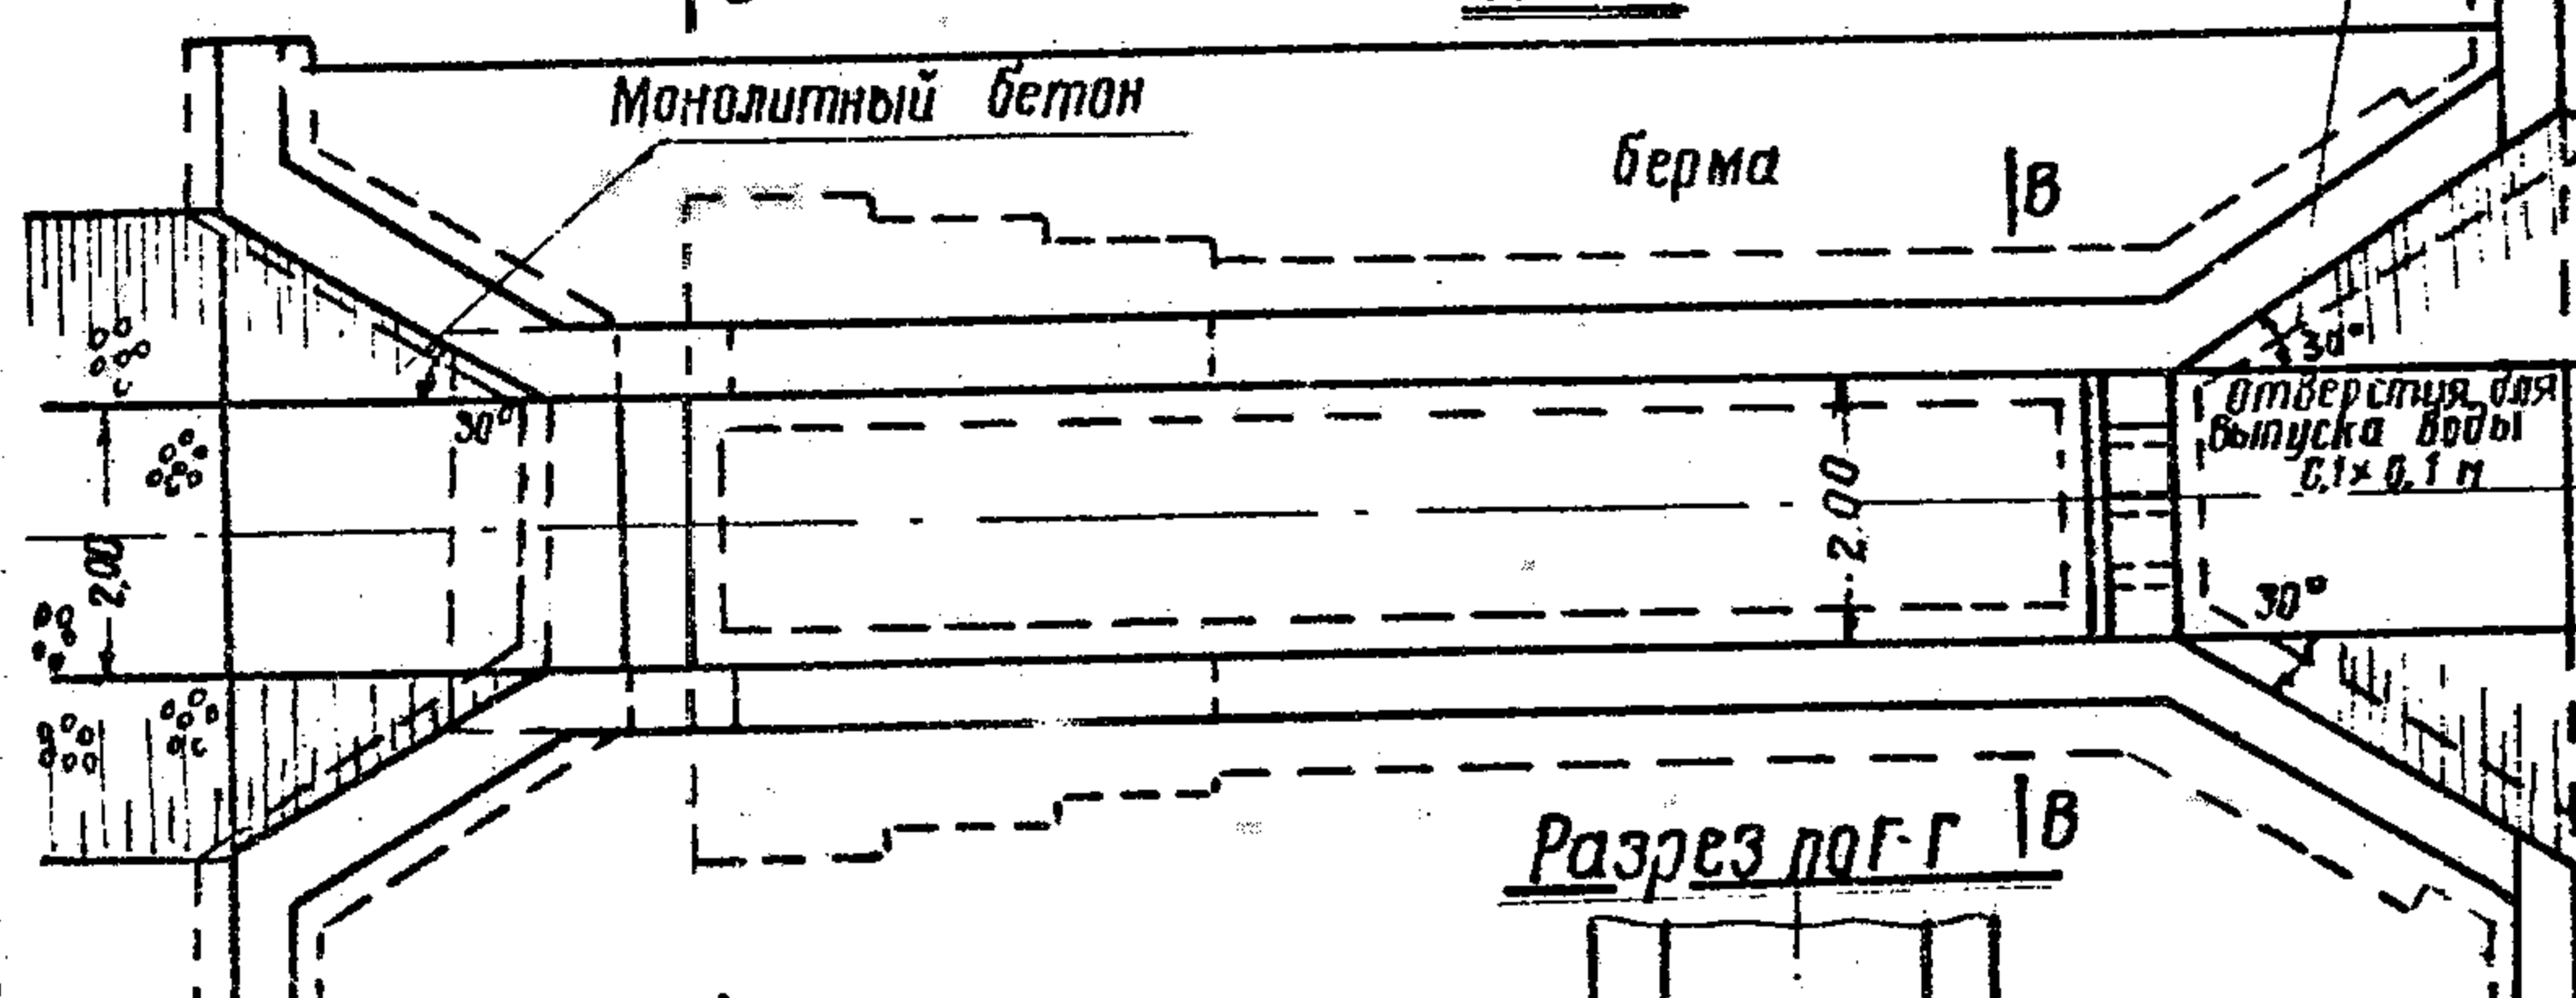 Монолитный бетон
берма
В
30°
30°
отверстия для
выпуска воды
0,1× 0,1 м
2,00
2.00
30°
В
Разрез по Г-Г